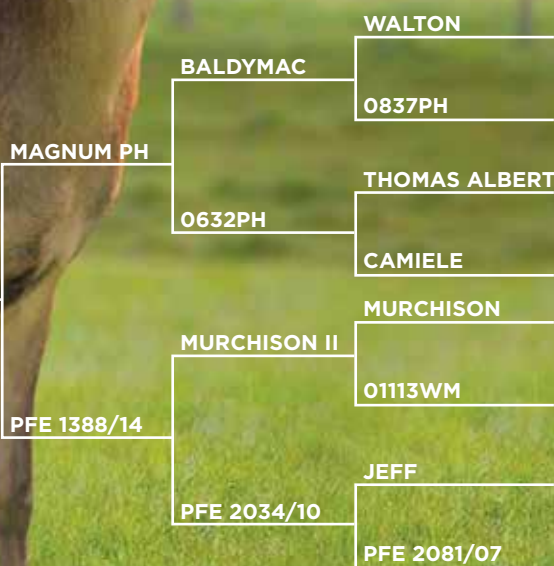 WALTON
BALDYMAC
0837PH
MAGNUM PH
THOMAS ALBERT
0632PH
CAMIELE
MURCHISON
MURCHISON II
01113WM
PFE 1388/14
JEFF
PFE 2034/10
PFE 2081/07